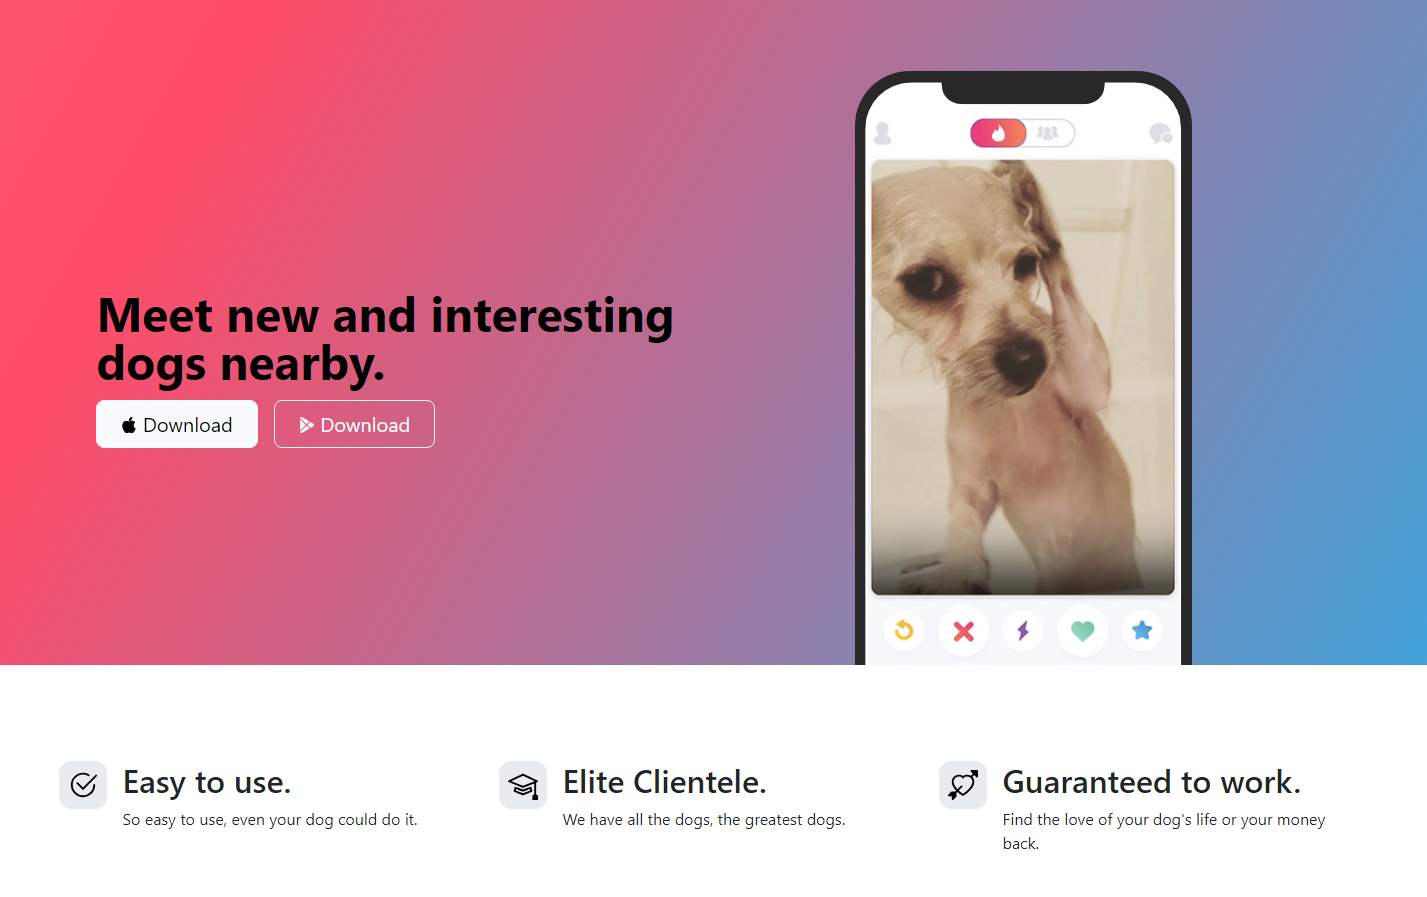 Meet new and interesting
dogs nearby.
Download
Download
Easy to use.
So easy to use, even your dog could do it.
Elite Clientele.
We have all the dogs, the greatest dogs.
Guaranteed to work.
Find the love of your dog's life or your money
back.